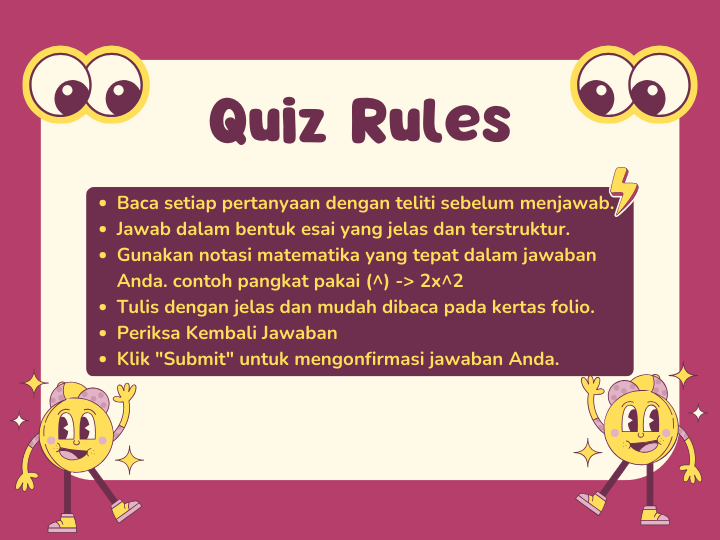 Quiz Rules
• Baca setiap pertanyaan dengan teliti sebelum menjawab.
• Jawab dalam bentuk esai yang jelas dan terstruktur.
• Gunakan notasi matematika yang tepat dalam jawaban
Anda. contoh pangkat pakai (^) -> 2x^2
• Tulis dengan jelas dan mudah dibaca pada kertas folio.
• Periksa Kembali Jawaban
• Klik "Submit" untuk mengonfirmasi jawaban Anda.